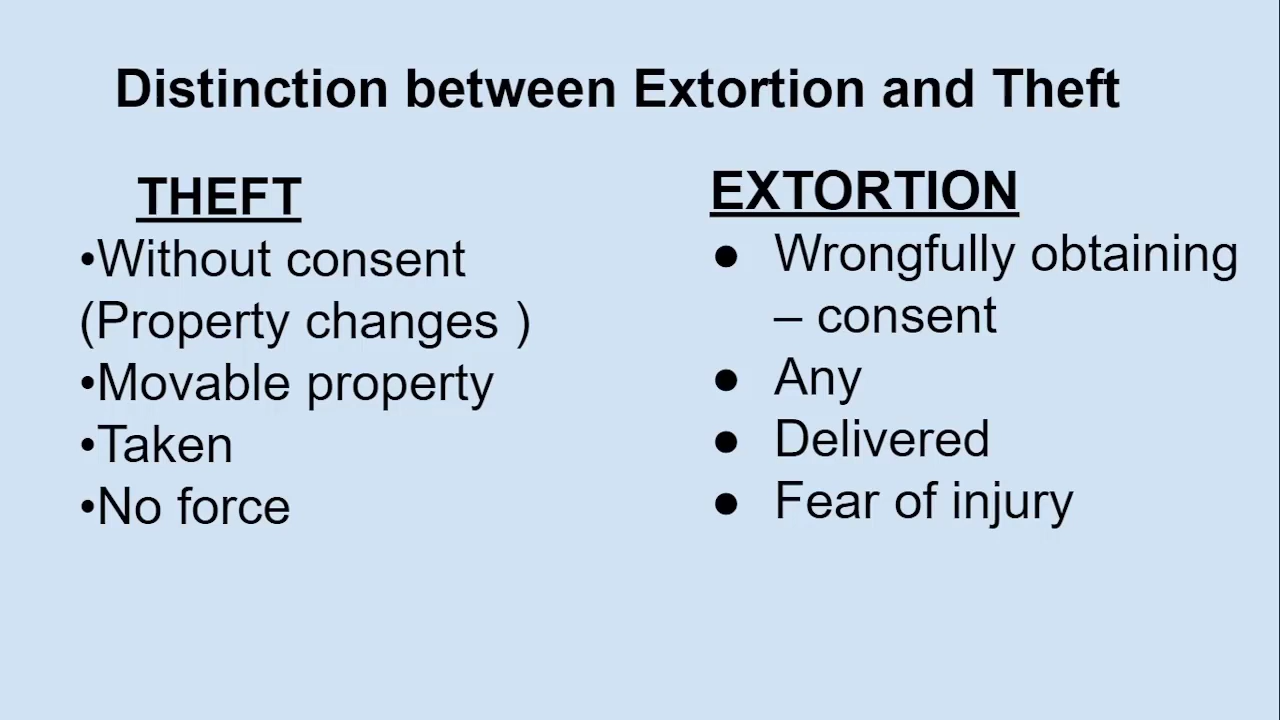 Distinction between Extortion and Theft
THEFT
•Without consent
(Property changes )
•Movable property
•Taken
•No force
EXTORTION
● Wrongfully obtaining
– consent
● Any
● Delivered
● Fear of injury